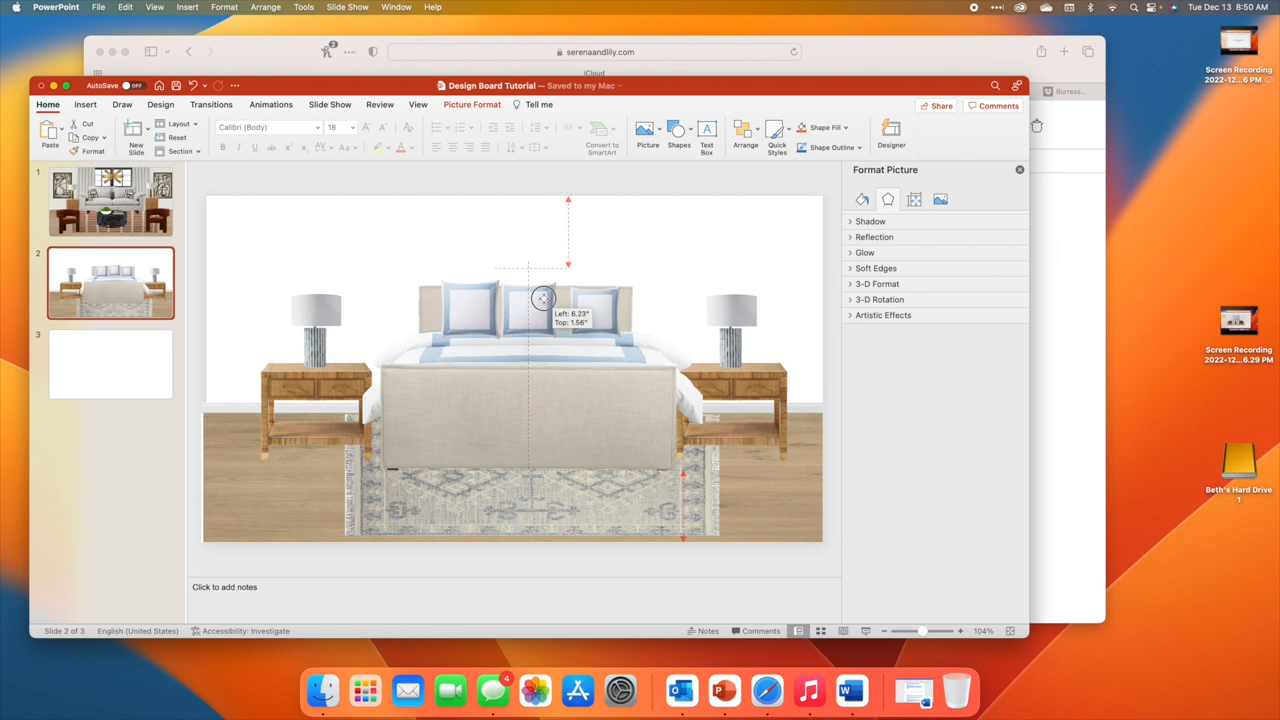 PowerPoint File Edit View Insert Format Arrange Tools Slide Show Window Help Tue Dec 13 8:50 AM
2 serenaandlily.com
iCloud
AutoSave OFF Design Board Tutorial — Saved to my Mac
Burress...
Home Insert Draw Design Transitions Animations Slide Show Review View Picture Format Tell me Share Comments
Paste Cut Copy Format New Slide Layout Reset Section Calibri (Body) 18 Convert to SmartArt Picture Shapes Text Box Arrange Quick Styles Shape Fill Shape Outline Designer
Format Picture
Shadow
Reflection
Glow
Soft Edges
3-D Format
3-D Rotation
Artistic Effects
1
2
3
Left: 6.23"
Top: 1.56"
Click to add notes
Slide 2 of 3 English (United States) Accessibility: Investigate Notes Comments 104%
Screen Recording
2022-12...6 PM
Screen Recording
2022-12...6.29 PM
Beth's Hard Drive
1
4